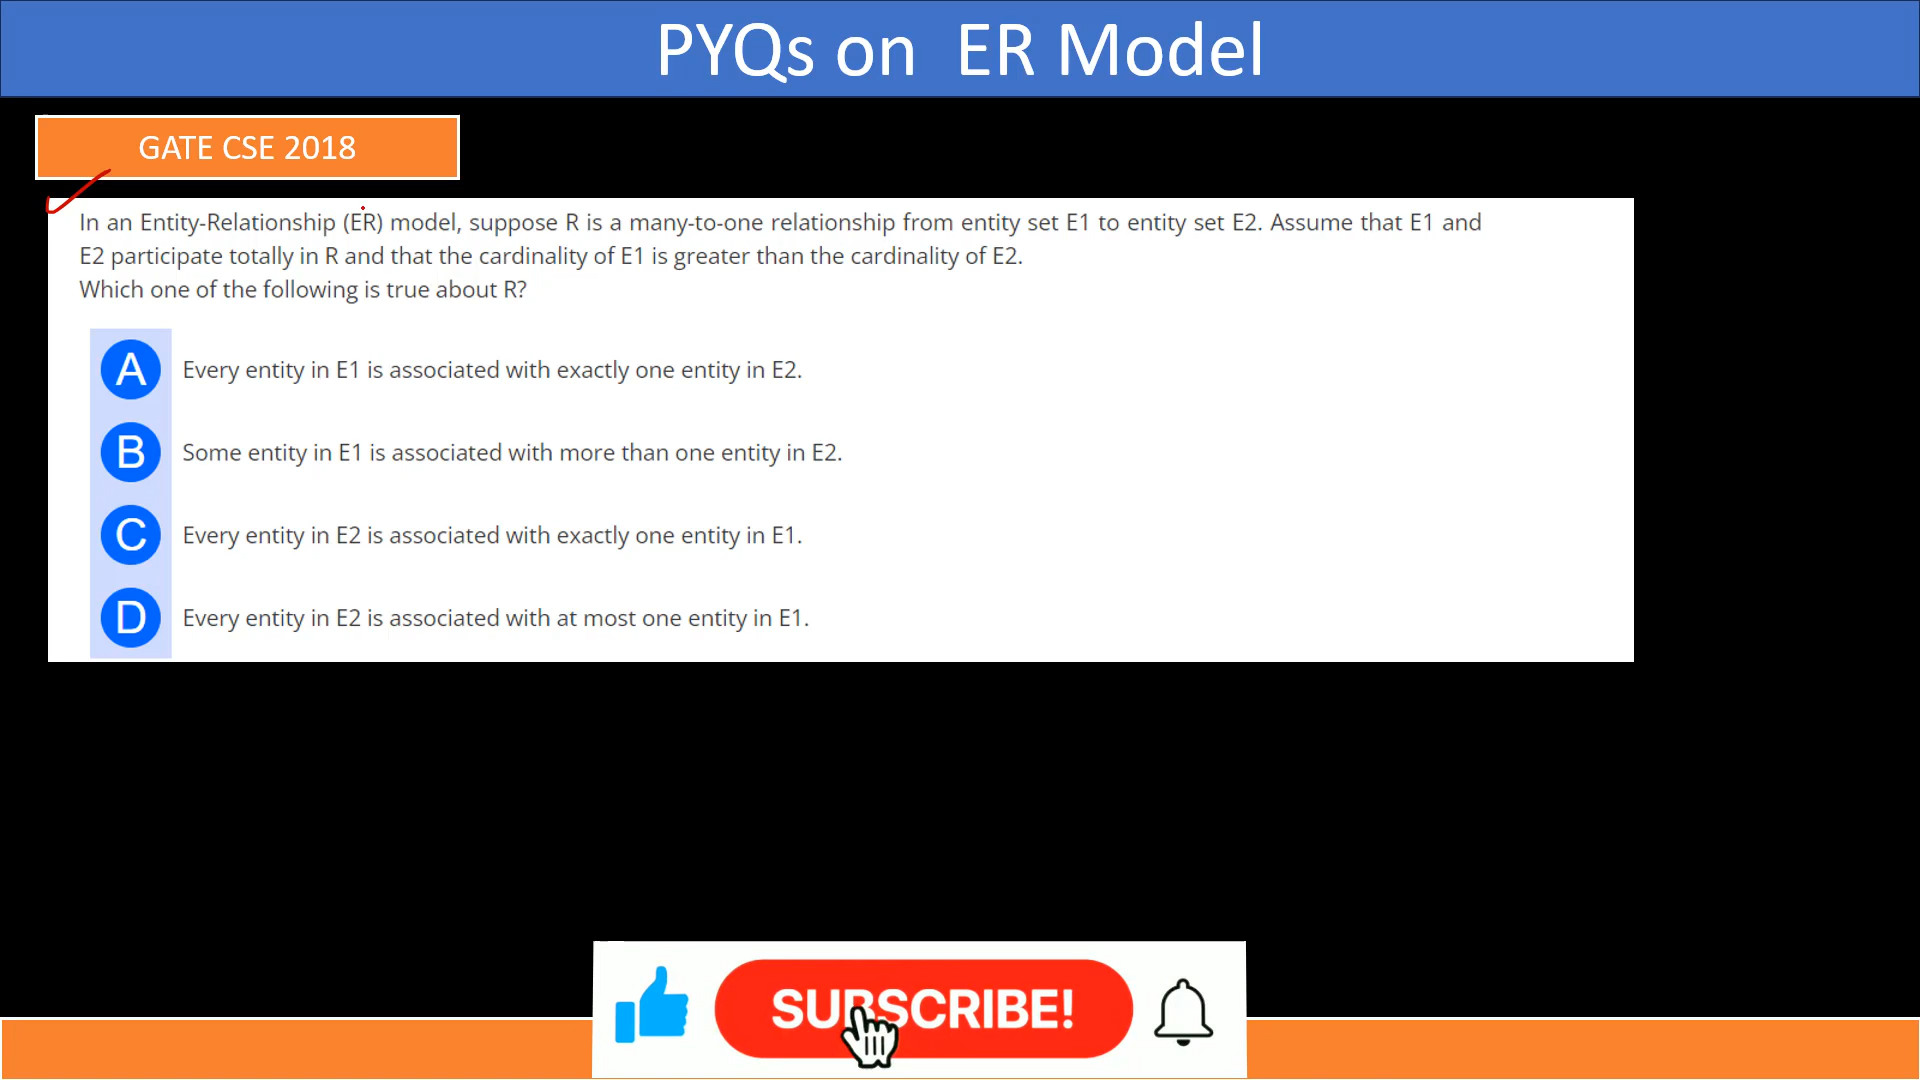 PYQs on ER Model
GATE CSE 2018
In an Entity-Relationship (ER) model, suppose R is a many-to-one relationship from entity set E1 to entity set E2. Assume that E1 and
E2 participate totally in R and that the cardinality of E1 is greater than the cardinality of E2.
Which one of the following is true about R?
A Every entity in E1 is associated with exactly one entity in E2.
B Some entity in E1 is associated with more than one entity in E2.
C Every entity in E2 is associated with exactly one entity in E1.
D Every entity in E2 is associated with at most one entity in E1.
SUBSCRIBE!